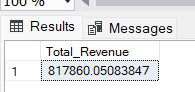 100 %
Results Messages
Total_Revenue
1 817860.05083847